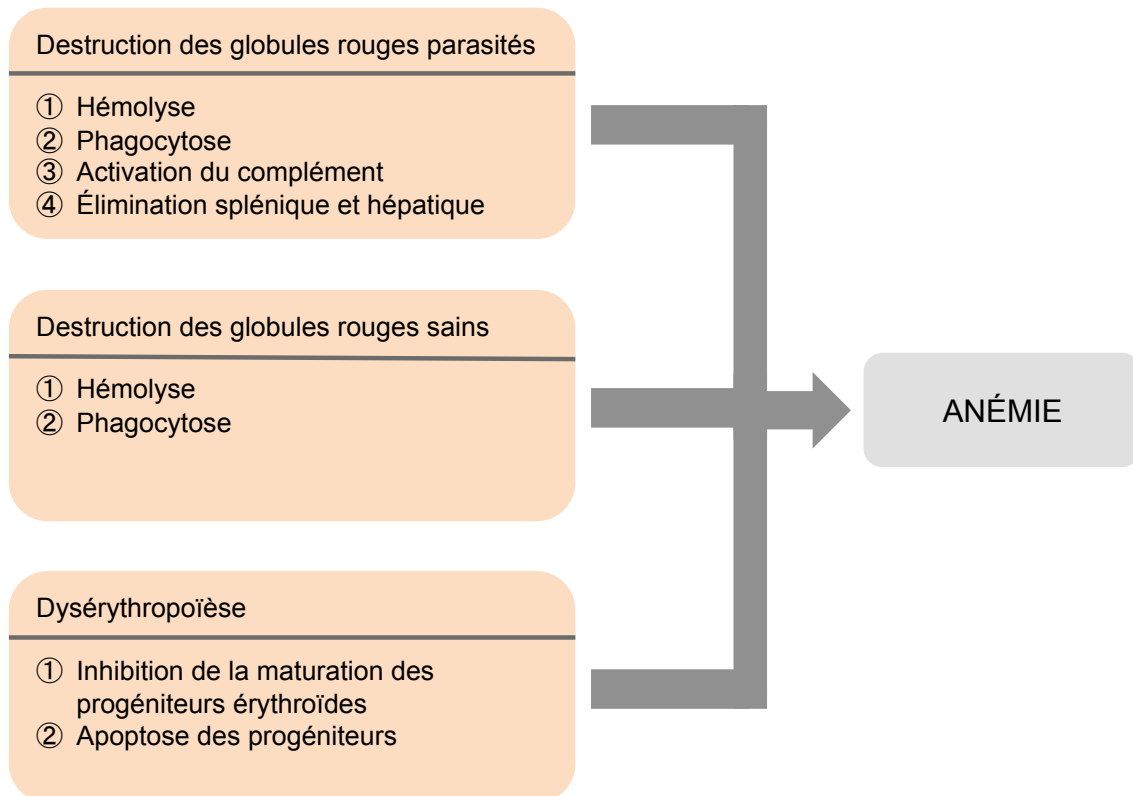 Destruction des globules rouges parasités
① Hémolyse
② Phagocytose
③ Activation du complément
④ Élimination splénique et hépatique
Destruction des globules rouges sains
① Hémolyse
② Phagocytose
ANÉMIE
Dysérythropoïèse
① Inhibition de la maturation des
progéniteurs érythroïdes
② Apoptose des progéniteurs